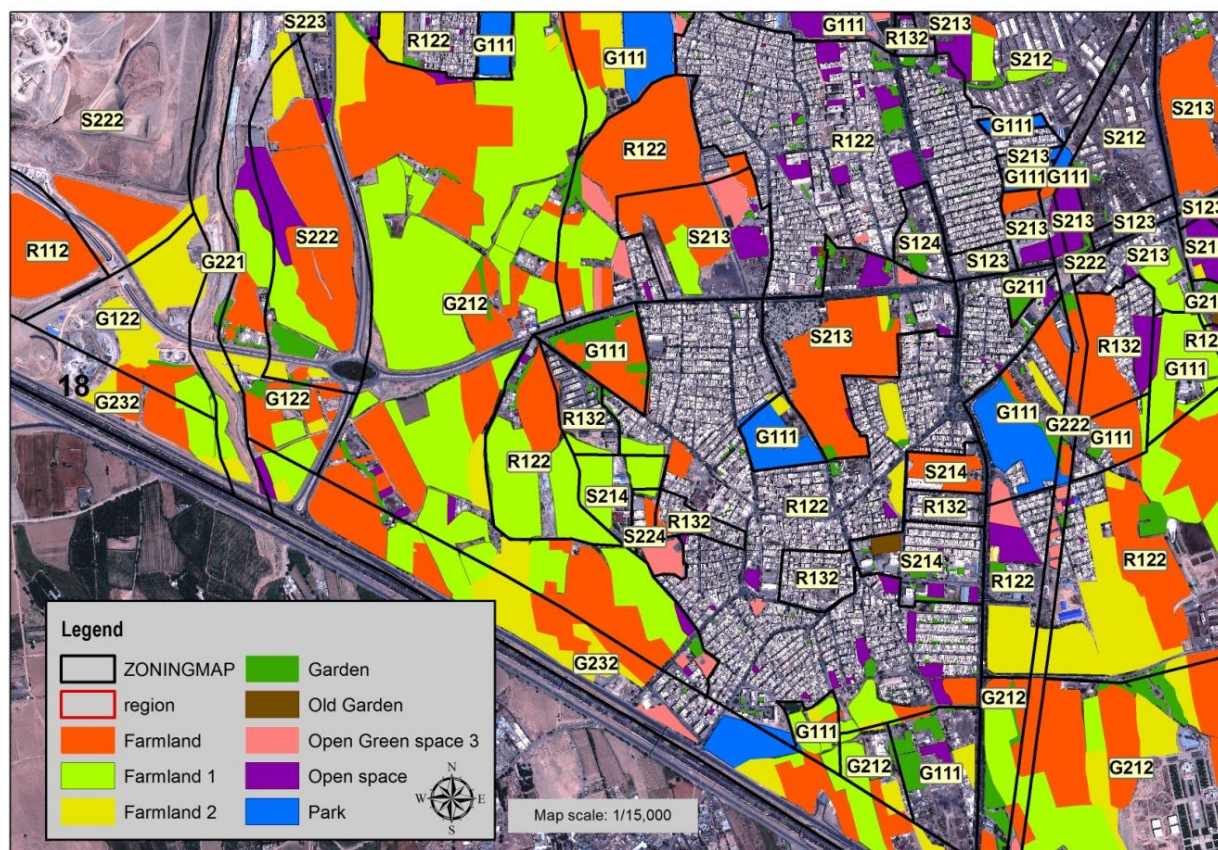 S223
R122
G111
G111
G111
R132
S213
S212
S222
R122
R122
G111
S212
S213
S213
G111
G111
R112
G221
S222
S213
S124
S213
S123
S213
S123
S123
S222
S213
S21
G122
G212
G211
G21
G111
S213
R132
R12
18
G232
G122
R132
G111
G111
G222
G111
G111
R122
S214
S214
R132
R122
R132
S224
R122
S214
R132
R122
R122
G232
G212
G111
G212
G111
G212
Legend
ZONINGMAP
region
Farmland
Farmland 1
Farmland 2
Garden
Old Garden
Open Green space 3
Open space
Park
N
W E
S
Map scale: 1/15,000